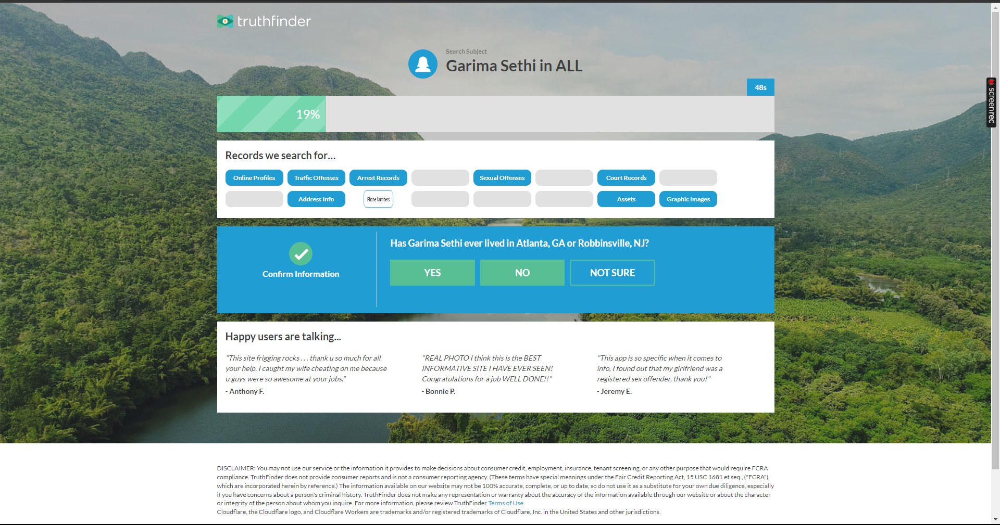 truthfinder
Search Subject
Garima Sethi in ALL
48s
19%
screenrec
Records we search for...
Online Profiles
Traffic Offenses
Arrest Records
Sexual Offenses
Court Records
Address Info
Phone Numbers
Assets
Graphic Images
Confirm Information
Has Garima Sethi ever lived in Atlanta, GA or Robbinsville, NJ?
YES
NO
NOT SURE
Happy users are talking...
"This site frigging rocks . . . thank u so much for all
your help. I caught my wife cheating on me because
u guys were so awesome at your jobs."
- Anthony F.
"REAL PHOTO I think this is the BEST
INFORMATIVE SITE I HAVE EVER SEEN!
Congratulations for a job WELL DONE!!"
- Bonnie P.
"This app is so specific when it comes to
info, I found out that my girlfriend was a
registered sex offender, thank you!"
- Jeremy E.
DISCLAIMER: You may not use our service or the information it provides to make decisions about consumer credit, employment, insurance, tenant screening, or any other purpose that would require FCRA
compliance. TruthFinder does not provide consumer reports and is not a consumer reporting agency. (These terms have special meanings under the Fair Credit Reporting Act, 15 USC 1681 et seq., ("FCRA"),
which are incorporated herein by reference.) The information available on our website may not be 100% accurate, complete, or up to date, so do not use it as a substitute for your own due diligence, especially
if you have concerns about a person's criminal history. TruthFinder does not make any representation or warranty about the accuracy of the information available through our website or about the character
or integrity of the person about whom you inquire. For more information, please review TruthFinder Terms of Use.
Cloudflare, the Cloudflare logo, and Cloudflare Workers are trademarks and/or registered trademarks of Cloudflare, Inc. in the United States and other jurisdictions.